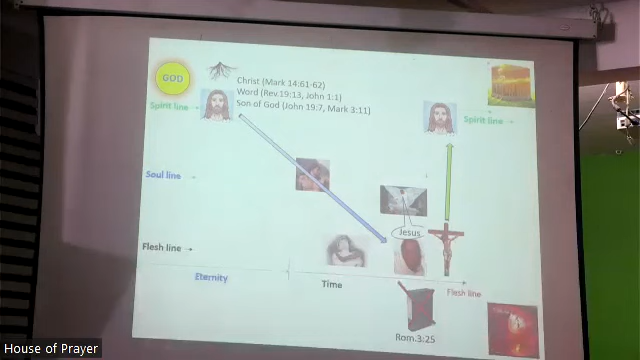 GOD
Christ (Mark 14:61-62)
Word (Rev.19:13, John 1:1)
Son of God (John 19:7, Mark 3:11)
Spirit line
Spirit line
Soul line
Jesus
Flesh line
Eternity
Time
Flesh line
Rom.3:25
House of Prayer